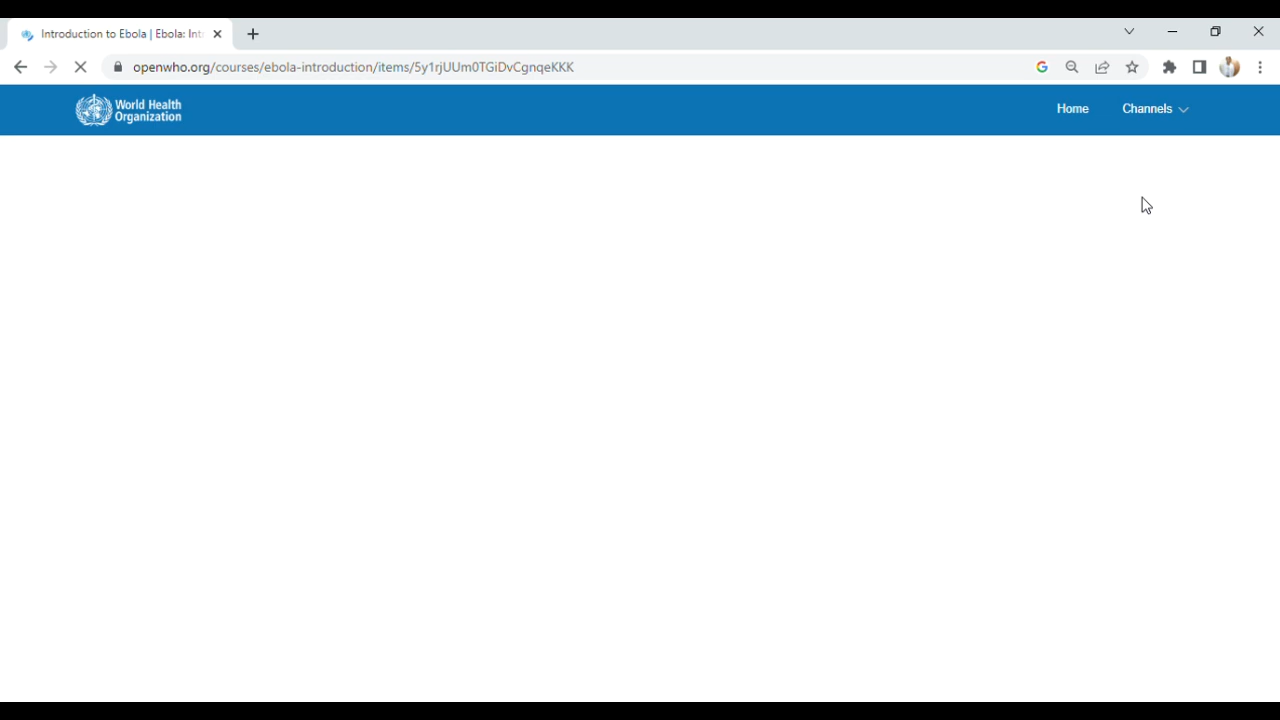 Introduction to Ebola | Ebola: Int
openwho.org/courses/ebola-introduction/items/5y1rjUUm0TGiDvCgnqeKKK
World Health
Organization
Home
Channels